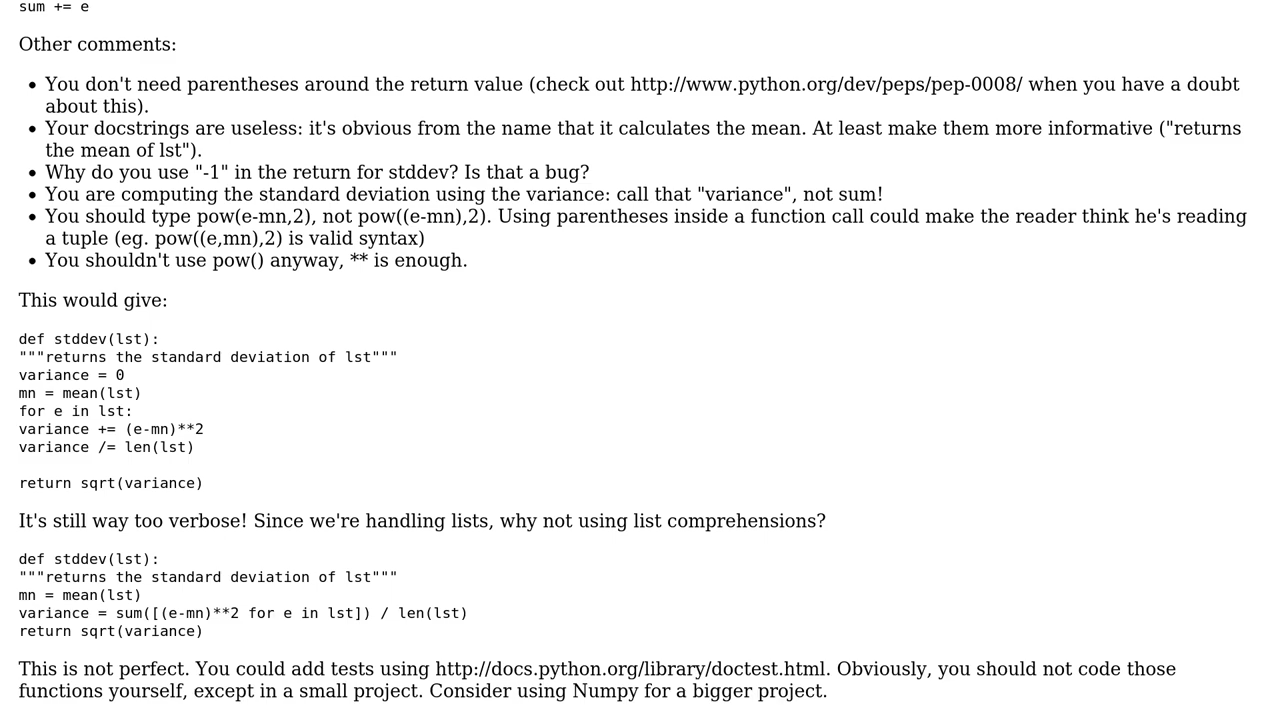 sum += e
Other comments:
• You don't need parentheses around the return value (check out http://www.python.org/dev/peps/pep-0008/ when you have a doubt
about this).
• Your docstrings are useless: it's obvious from the name that it calculates the mean. At least make them more informative ("returns
the mean of lst").
• Why do you use "-1" in the return for stddev? Is that a bug?
• You are computing the standard deviation using the variance: call that "variance", not sum!
• You should type pow(e-mn,2), not pow((e-mn),2). Using parentheses inside a function call could make the reader think he's reading
a tuple (eg. pow((e,mn),2) is valid syntax)
• You shouldn't use pow() anyway, ** is enough.
This would give:
def stddev(lst):
"""returns the standard deviation of lst"""
variance = 0
mn = mean(lst)
for e in lst:
variance += (e-mn)**2
variance /= len(lst)
return sqrt(variance)
It's still way too verbose! Since we're handling lists, why not using list comprehensions?
def stddev(lst):
"""returns the standard deviation of lst"""
mn = mean(lst)
variance = sum([(e-mn)**2 for e in lst]) / len(lst)
return sqrt(variance)
This is not perfect. You could add tests using http://docs.python.org/library/doctest.html. Obviously, you should not code those
functions yourself, except in a small project. Consider using Numpy for a bigger project.